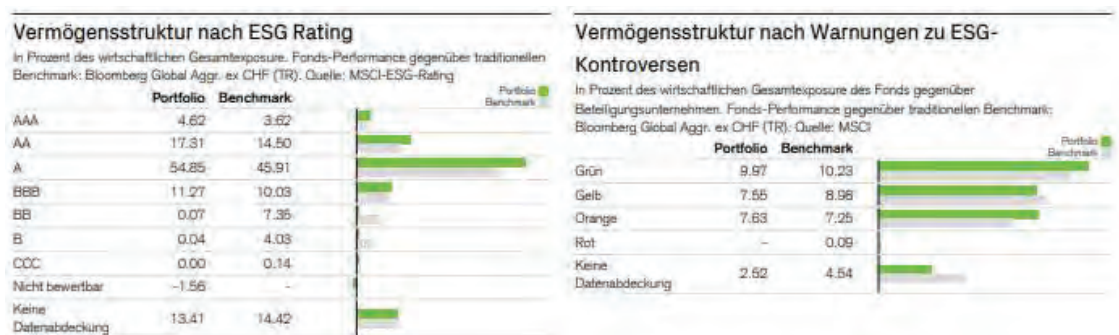 Vermögensstruktur nach ESG Rating
In Prozent des wirtschaftlichen Gesamtexposure. Fonds-Performance gegenüber traditionellen
Benchmark: Bloomberg Global Aggr. ex CHF (TR). Quelle: MSCI-ESG-Rating
Portfolio
Benchmark
Portfolio Benchmark
AAA 4.62 3.62
AA 17.31 14.50
A 54.85 45.91
BBB 11.27 10.03
BB 0.07 7.35
B 0.04 4.03
CCC 0.00 0.14
Nicht bewertbar -1.56 -
Keine
Datenabdeckung 13.41 14.42
Vermögensstruktur nach Warnungen zu ESG-
Kontroversen
In Prozent des wirtschaftlichen Gesamtexposure des Fonds gegenüber
Beteiligungsunternehmen. Fonds-Performance gegenüber traditionellen Benchmark:
Bloomberg Global Aggr. ex CHF (TR). Quelle: MSCI
Portfolio
Benchmark
Portfolio Benchmark
Grün 9.97 10.23
Gelb 7.55 8.98
Orange 7.63 7.25
Rot - 0.09
Keine
Datenabdeckung 2.52 4.54